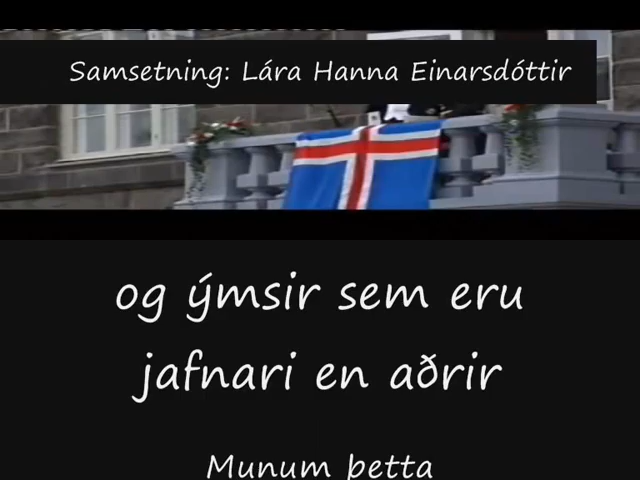 Samsetning: Lára Hanna Einarsdóttir
og ýmsir sem eru
jafnari en aðrir
Munum þetta